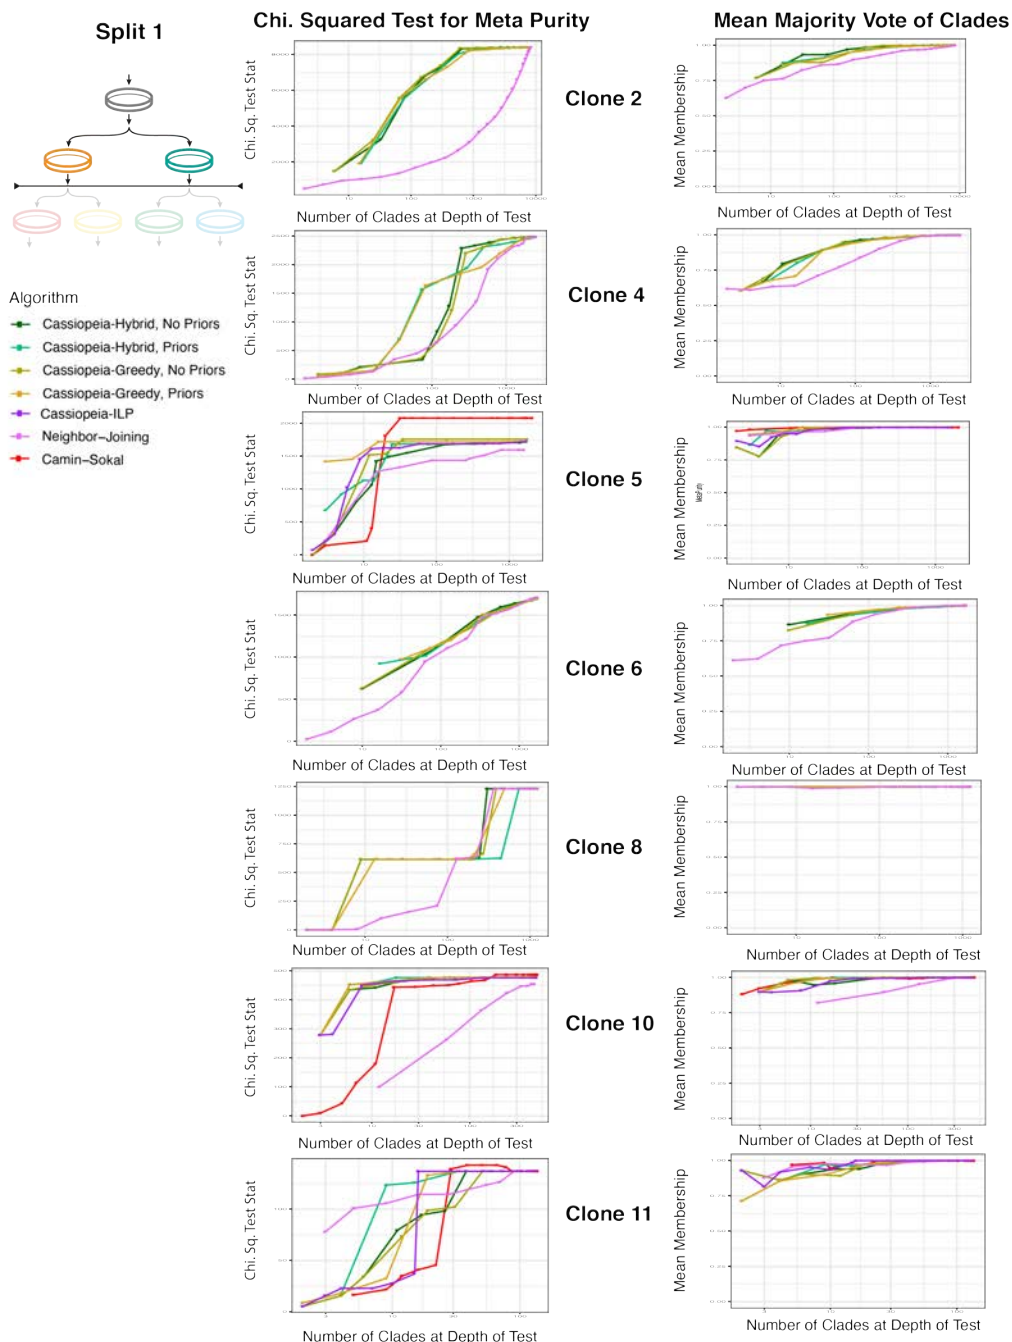 Split 1
Chi. Squared Test for Meta Purity
Mean Majority Vote of Clades
Algorithm
Cassiopeia-Hybrid, No Priors
Cassiopeia-Hybrid, Priors
Cassiopeia-Greedy, No Priors
Cassiopeia-Greedy, Priors
Cassiopeia-ILP
Neighbor-Joining
Camin-Sokal
Chi. Sq. Test Stat
Number of Clades at Depth of Test
Clone 2
Mean Membership
Number of Clades at Depth of Test
Chi. Sq. Test Stat
Number of Clades at Depth of Test
Clone 4
Mean Membership
Number of Clades at Depth of Test
Chi. Sq. Test Stat
Number of Clades at Depth of Test
Clone 5
Mean Membership
Number of Clades at Depth of Test
Chi. Sq. Test Stat
Number of Clades at Depth of Test
Clone 6
Mean Membership
Number of Clades at Depth of Test
Chi. Sq. Test Stat
Number of Clades at Depth of Test
Clone 8
Mean Membership
Number of Clades at Depth of Test
Chi. Sq. Test Stat
Number of Clades at Depth of Test
Clone 10
Mean Membership
Number of Clades at Depth of Test
Chi. Sq. Test Stat
Number of Clades at Depth of Test
Clone 11
Mean Membership
Number of Clades at Depth of Test